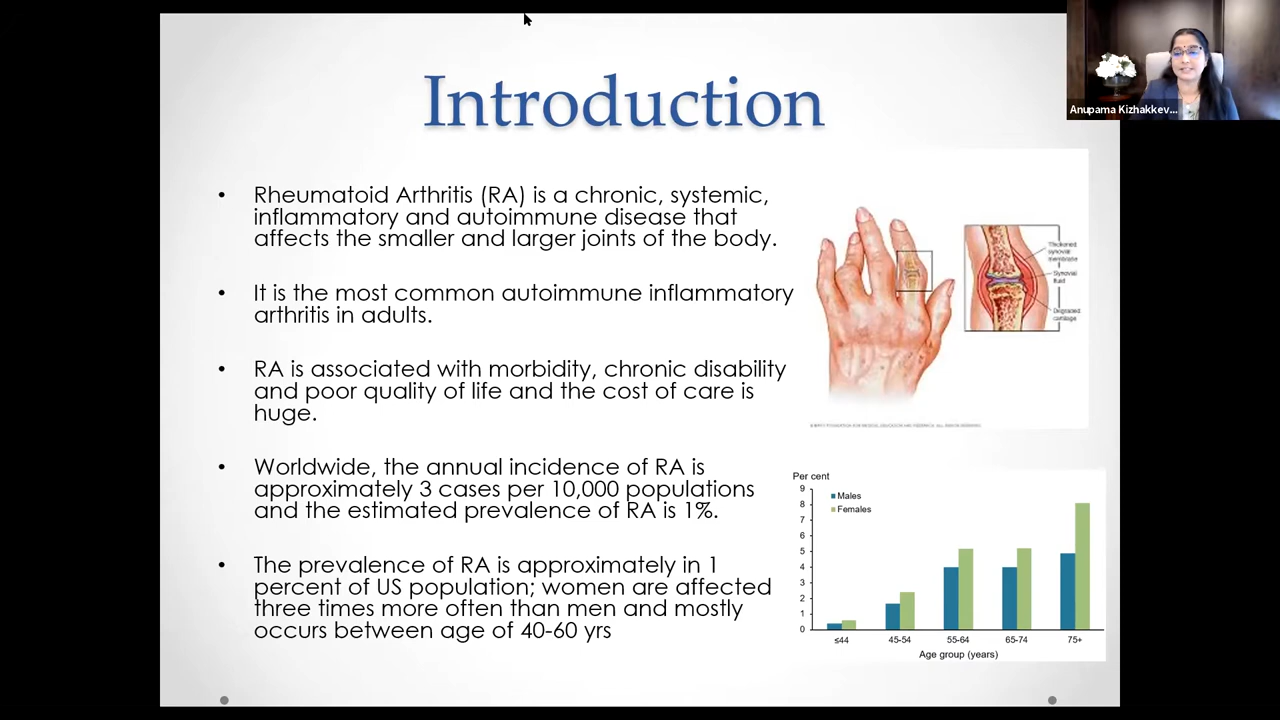 Introduction
Anupama Kizhakkev...
• Rheumatoid Arthritis (RA) is a chronic, systemic,
inflammatory and autoimmune disease that
affects the smaller and larger joints of the body.
• It is the most common autoimmune inflammatory
arthritis in adults.
• RA is associated with morbidity, chronic disability
and poor quality of life and the cost of care is
huge.
• Worldwide, the annual incidence of RA is
approximately 3 cases per 10,000 populations
and the estimated prevalence of RA is 1%.
• The prevalence of RA is approximately in 1
percent of US population; women are affected
three times more often than men and mostly
occurs between age of 40-60 yrs
Thickened
synovial
membrane
Synovial
fluid
Degraded
cartilage
Per cent
9
8
7
6
5
4
3
2
1
0
Males
Females
≤44 45-54 55-64 65-74 75+
Age group (years)